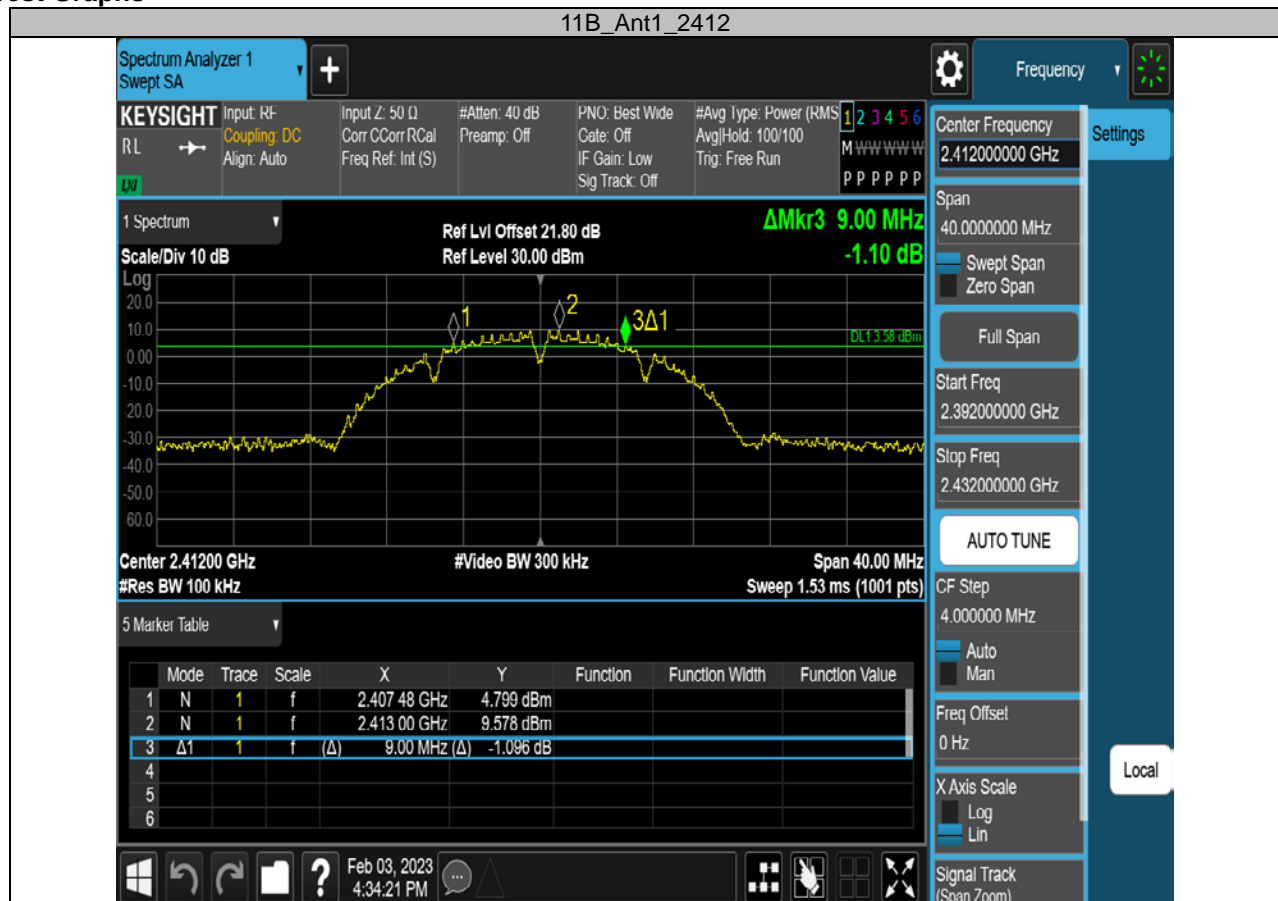 11B_Ant1_2412
Spectrum Analyzer 1
Swept SA
+
Frequency
KEYSIGHT
RL
LXI
Input: RF
Coupling: DC
Align: Auto
Input Z: 50 Ω
Corr CCorr RCal
Freq Ref: Int (S)
#Atten: 40 dB
Preamp: Off
PNO: Best Wide
Gate: Off
IF Gain: Low
Sig Track: Off
#Avg Type: Power (RMS
Avg|Hold: 100/100
Trig: Free Run
1 2 3 4 5 6
M W W W W W
P P P P P P
1 Spectrum
Scale/Div 10 dB
Ref Lvl Offset 21.80 dB
Ref Level 30.00 dBm
ΔMkr3 9.00 MHz
-1.10 dB
Log
20.0
10.0
0.00
-10.0
-20.0
-30.0
-40.0
-50.0
-60.0
1
2
3Δ1
DL1 3.58 dBm
Center 2.41200 GHz
#Video BW 300 kHz
Span 40.00 MHz
#Res BW 100 kHz
Sweep 1.53 ms (1001 pts)
5 Marker Table
Mode Trace Scale X Y Function Function Width Function Value
1 N 1 f 2.407 48 GHz 4.799 dBm
2 N 1 f 2.413 00 GHz 9.578 dBm
3 Δ1 1 f (Δ) 9.00 MHz (Δ) -1.096 dB
4
5
6
?
Feb 03, 2023
4:34:21 PM
Center Frequency
2.412000000 GHz
Span
40.0000000 MHz
Swept Span
Zero Span
Full Span
Start Freq
2.392000000 GHz
Stop Freq
2.432000000 GHz
AUTO TUNE
CF Step
4.000000 MHz
Auto
Man
Freq Offset
0 Hz
X Axis Scale
Log
Lin
Signal Track
(Span Zoom)
Settings
Local